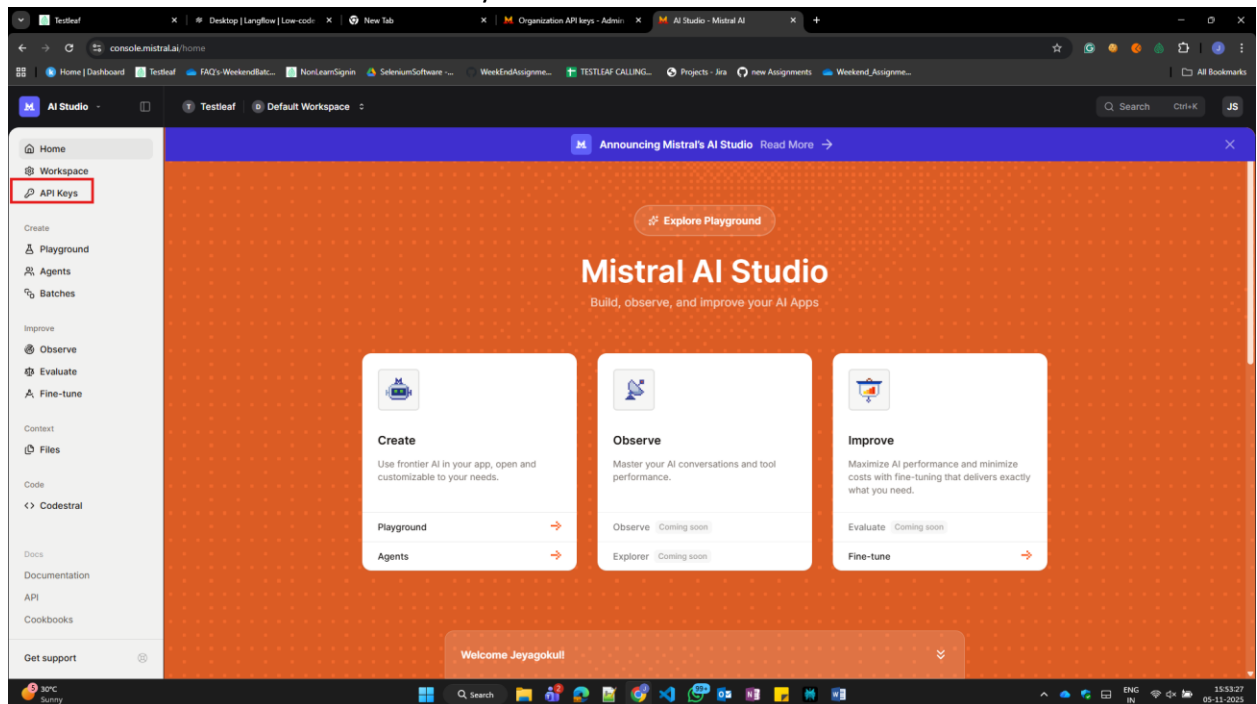 Testleaf
Desktop | Langflow | Low-code
New Tab
Organization API keys - Admin
AI Studio - Mistral AI
console.mistral.ai/home
Home | Dashboard
Testleaf
FAQ's-WeekendBatc...
NonLearnSignin
SeleniumSoftware -...
WeekEndAssignme...
TESTLEAF CALLING...
Projects - Jira
new Assignments
Weekend_Assignme...
All Bookmarks
AI Studio
T Testleaf
D Default Workspace
Search Ctrl+K
JS
Home
Workspace
API Keys
Create
Playground
Agents
Batches
Improve
Observe
Evaluate
Fine-tune
Context
Files
Code
Codestral
Docs
Documentation
API
Cookbooks
Get support
Announcing Mistral's AI Studio Read More
Explore Playground
Mistral AI Studio
Build, observe, and improve your AI Apps
Create
Use frontier AI in your app, open and
customizable to your needs.
Playground
Agents
Observe
Master your AI conversations and tool
performance.
Observe Coming soon
Explorer Coming soon
Improve
Maximize AI performance and minimize
costs with fine-tuning that delivers exactly
what you need.
Evaluate Coming soon
Fine-tune
Welcome Jeyagokul!
30°C
Sunny
Search
99+
ENG
IN
15:53:27
05-11-2025